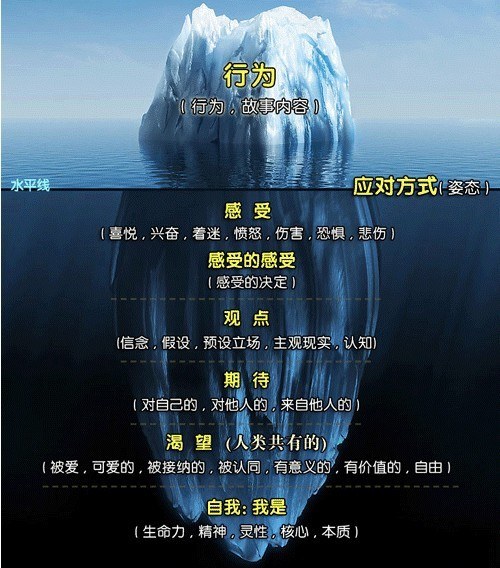 行为
（行为，故事内容）
水平线
应对方式（姿态）
感 受
（喜悦，兴奋，着迷，愤怒，伤害，恐惧，悲伤）
感受的感受
（感受的决定）
观 点
(信念，假设，预设立场，主观现实，认知)
期 待
（对自己的，对他人的，来自他人的）
渴 望 (人类共有的)
（被爱，可爱的，被接纳的，被认同，有意义的，有价值的，自由）
自我: 我是
（生命力，精神，灵性，核心，本质）